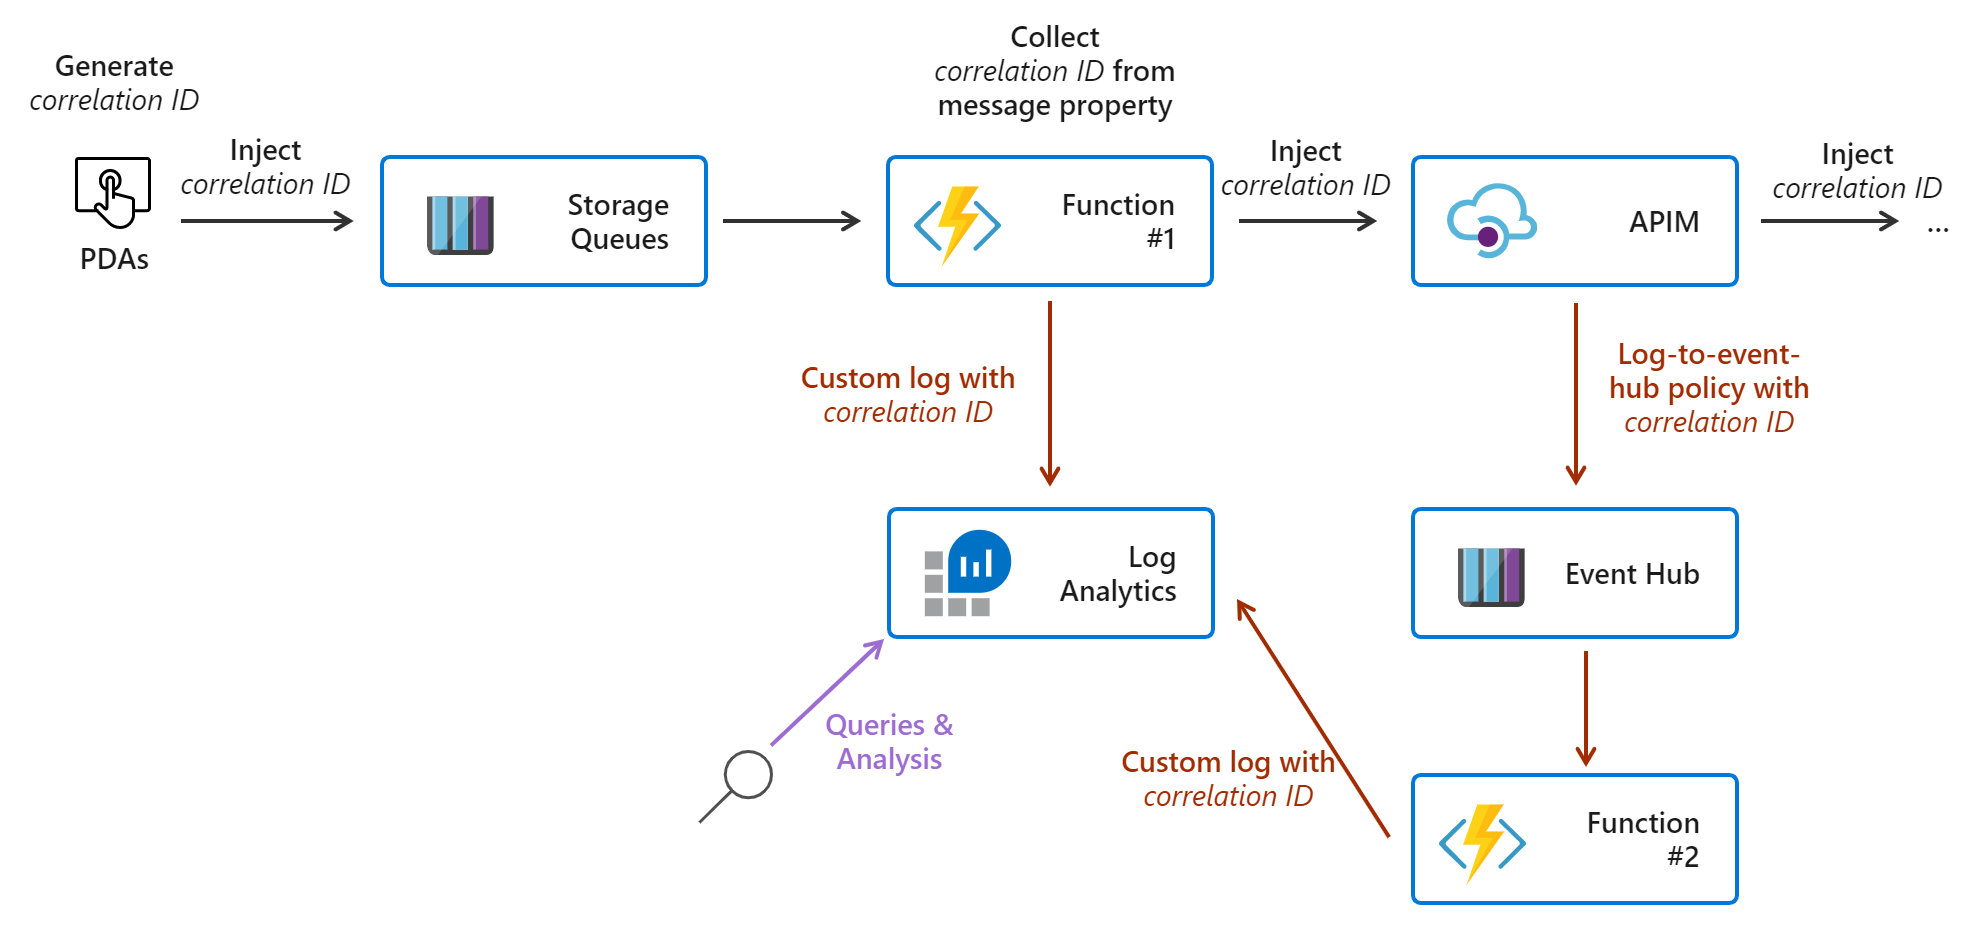 Generate
correlation ID
PDAs
Inject
correlation ID
Storage
Queues
Collect
correlation ID from
message property
Function
#1
Inject
correlation ID
APIM
Inject
correlation ID
...
Custom log with
correlation ID
Log-to-event-
hub policy with
correlation ID
Log
Analytics
Event Hub
Queries &
Analysis
Custom log with
correlation ID
Function
#2